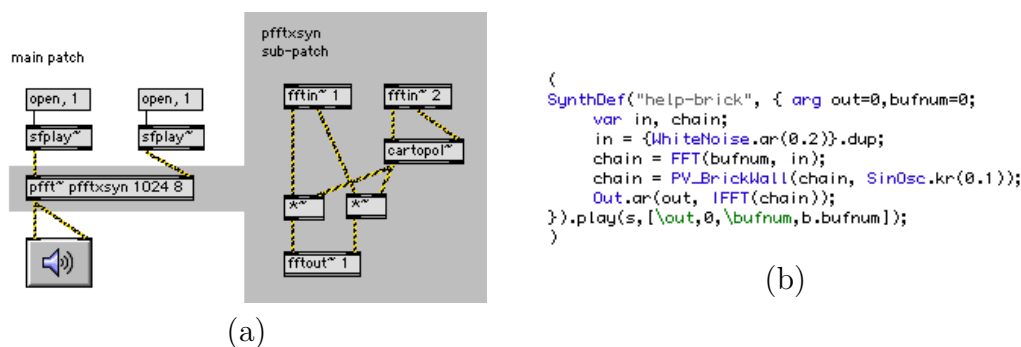 main patch
open, 1
open, 1
sfplay~
sfplay~
pfft~ pfftxsyn 1024 8
pfftxsyn
sub-patch
fftin~ 1
fftin~ 2
cartopol~
*~
*~
fftout~ 1
(a)
(
SynthDef("help-brick", { arg out=0,bufnum=0;
var in, chain;
in = {WhiteNoise.ar(0.2)}.dup;
chain = FFT(bufnum, in);
chain = PV_BrickWall(chain, SinOsc.kr(0.1));
Out.ar(out, IFFT(chain));
}).play(s,[\out,0,\bufnum,b.bufnum]);
)
(b)